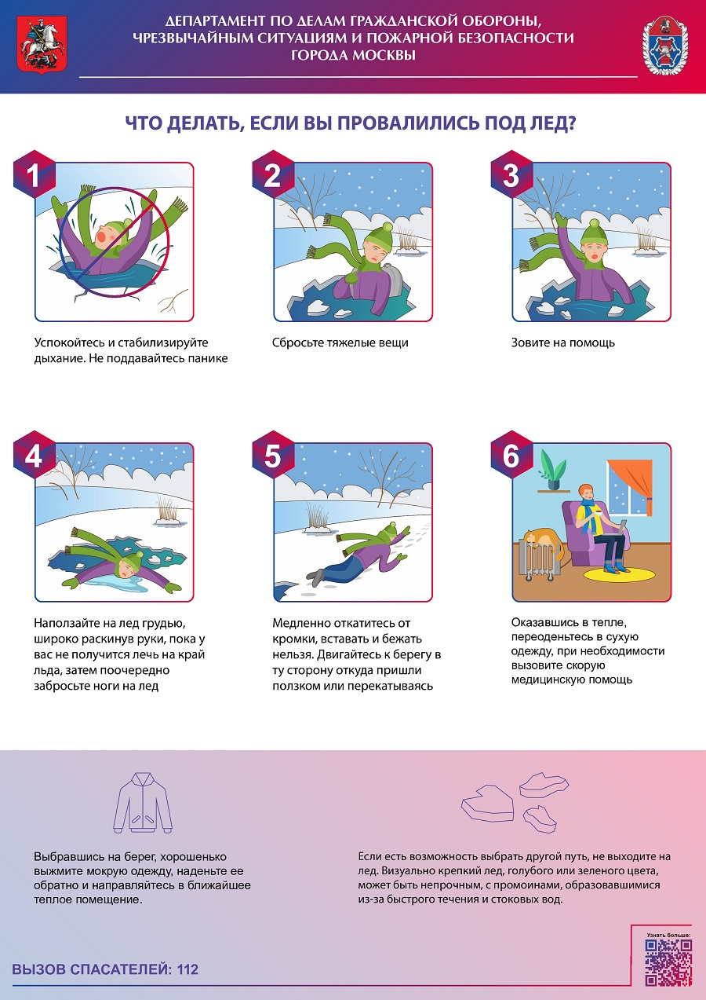 ДЕПАРТАМЕНТ ПО ДЕЛАМ ГРАЖДАНСКОЙ ОБОРОНЫ,
ЧРЕЗВЫЧАЙНЫМ СИТУАЦИЯМ И ПОЖАРНОЙ БЕЗОПАСНОСТИ
ГОРОДА МОСКВЫ
ЧТО ДЕЛАТЬ, ЕСЛИ ВЫ ПРОВАЛИЛИСЬ ПОД ЛЕД?
1
Успокойтесь и стабилизируйте
дыхание. Не поддавайтесь панике
2
Сбросьте тяжелые вещи
3
Зовите на помощь
4
Наползайте на лед грудью,
широко раскинув руки, пока у
вас не получится лечь на край
льда, затем поочередно
забросьте ноги на лед
5
Медленно откатитесь от
кромки, вставать и бежать
нельзя. Двигайтесь к берегу в
ту сторону откуда пришли
ползком или перекатываясь
6
Оказавшись в тепле,
переоденьтесь в сухую
одежду, при необходимости
вызовите скорую
медицинскую помощь
Выбравшись на берег, хорошенько
выжмите мокрую одежду, наденьте ее
обратно и направляйтесь в ближайшее
теплое помещение.
Если есть возможность выбрать другой путь, не выходите на
лед. Визуально крепкий лед, голубого или зеленого цвета,
может быть непрочным, с промоинами, образовавшимися
из-за быстрого течения и стоковых вод.
Узнать больше:
ВЫЗОВ СПАСАТЕЛЕЙ: 112